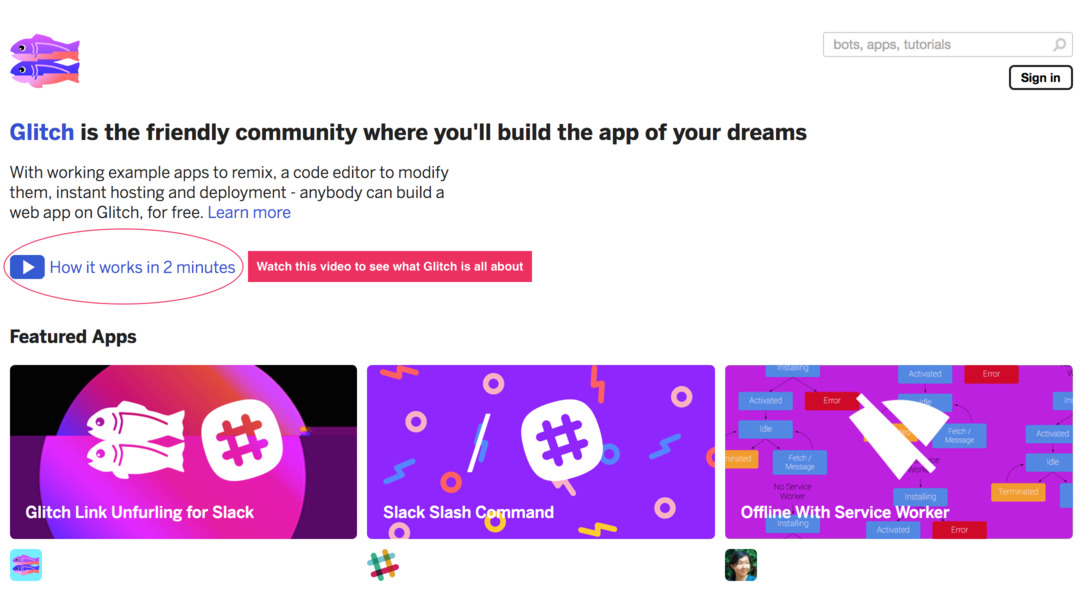 bots, apps, tutorials
Sign in
Glitch is the friendly community where you'll build the app of your dreams
With working example apps to remix, a code editor to modify
them, instant hosting and deployment - anybody can build a
web app on Glitch, for free. Learn more
How it works in 2 minutes
Watch this video to see what Glitch is all about
Featured Apps
Glitch Link Unfurling for Slack
Slack Slash Command
Installing
Activated
Error
Activated
Error
Idle
Idle
Fetch /
Message
Activated
Fetch /
Message
Idle
No Service
Worker
Installing
Terminated
Offline With Service Worker
Installing
Activated
Error